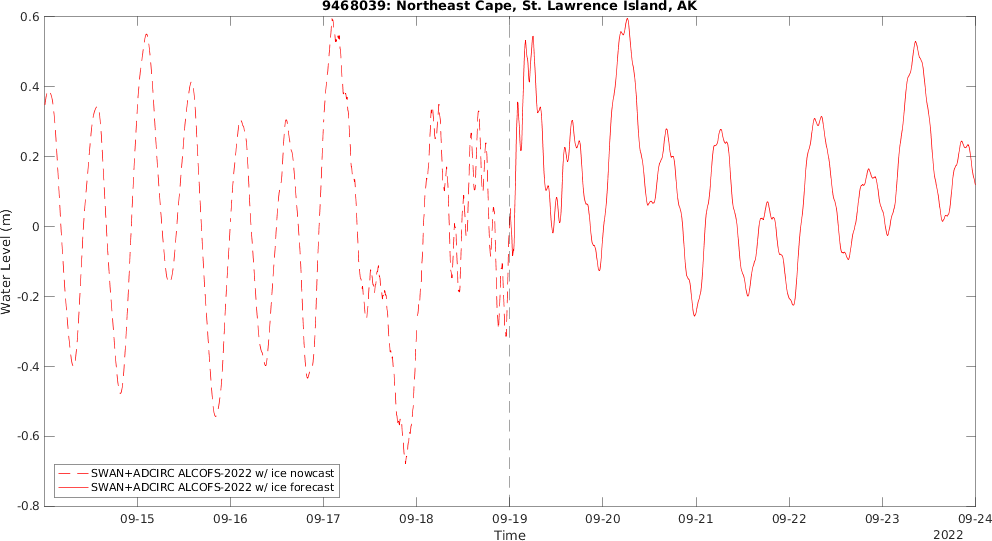 9468039: Northeast Cape, St. Lawrence Island, AK
0.6
0.4
0.2
0
-0.2
-0.4
-0.6
-0.8
Water Level (m)
SWAN+ADCIRC ALCOFS-2022 w/ ice nowcast
SWAN+ADCIRC ALCOFS-2022 w/ ice forecast
09-15 09-16 09-17 09-18 09-19 09-20 09-21 09-22 09-23 09-24
Time 2022